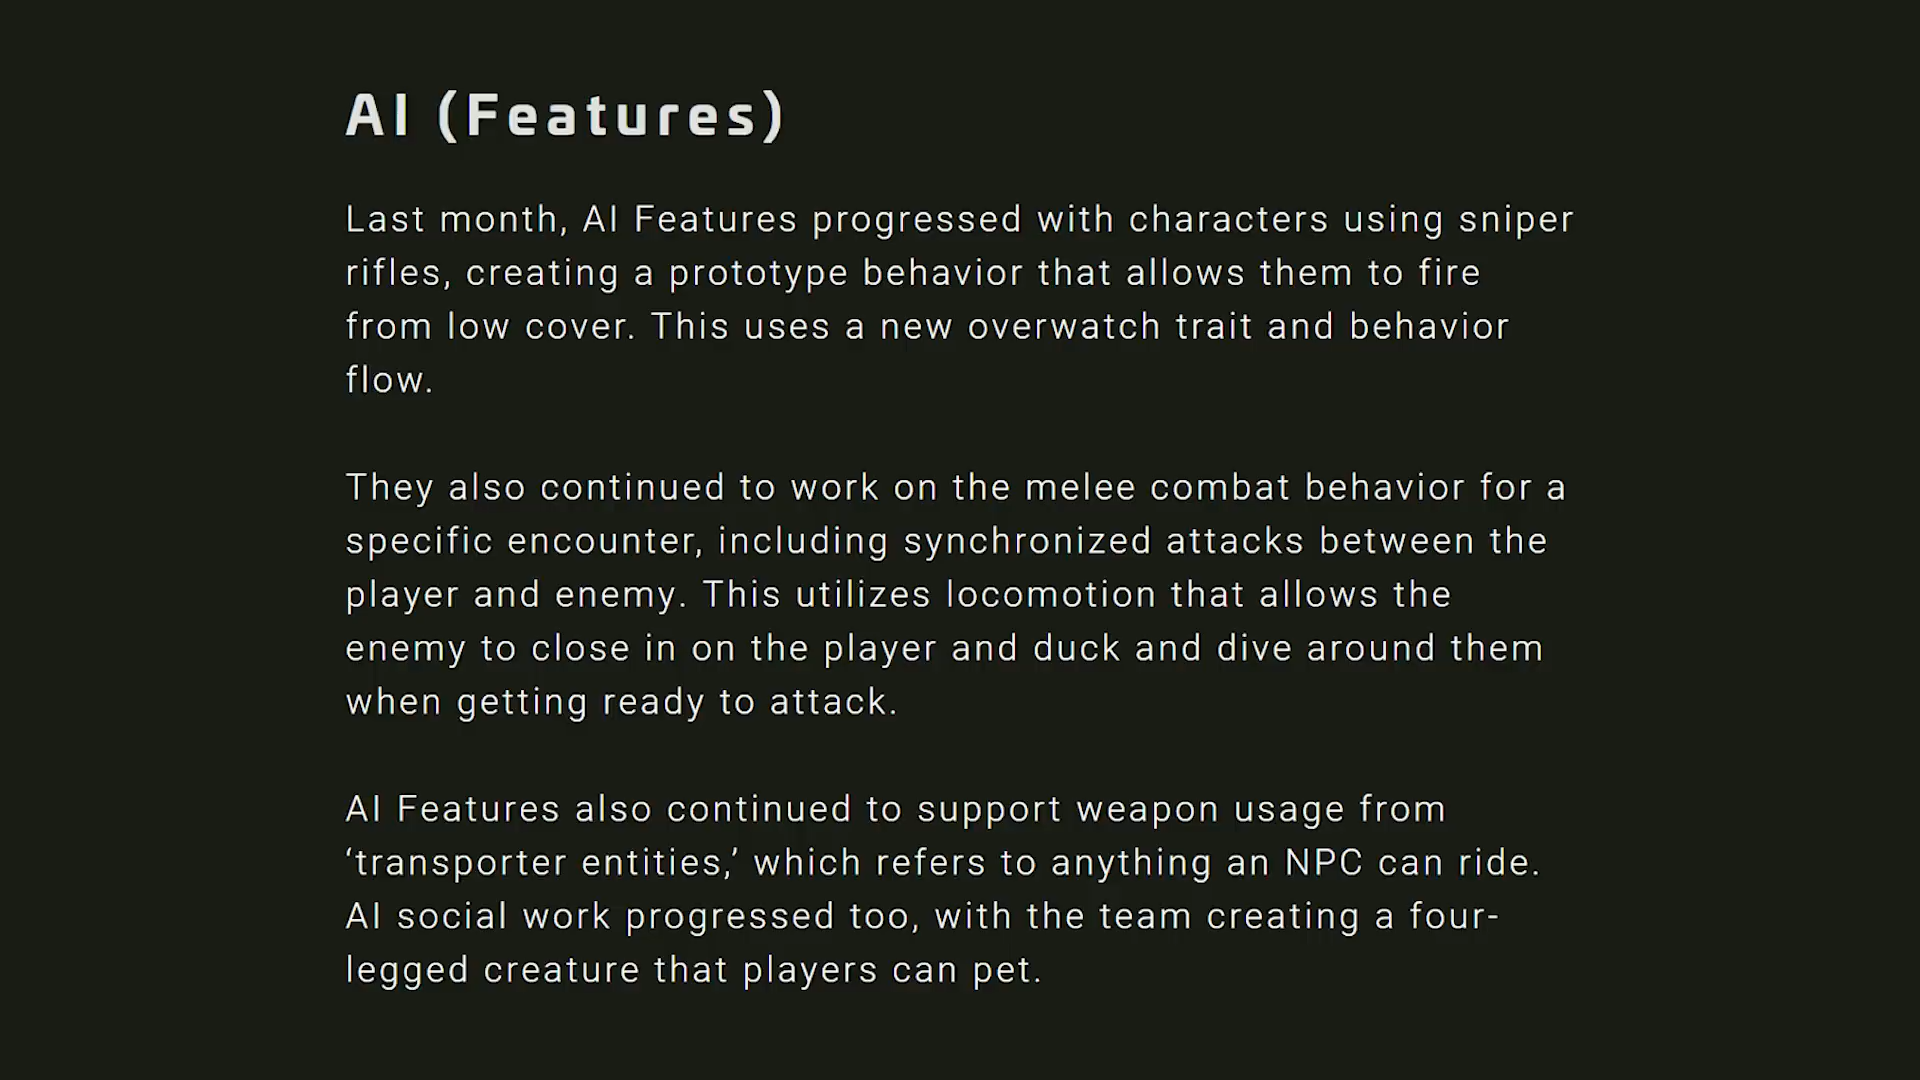 AI (Features)
Last month, AI Features progressed with characters using sniper
rifles, creating a prototype behavior that allows them to fire
from low cover. This uses a new overwatch trait and behavior
flow.
They also continued to work on the melee combat behavior for a
specific encounter, including synchronized attacks between the
player and enemy. This utilizes locomotion that allows the
enemy to close in on the player and duck and dive around them
when getting ready to attack.
AI Features also continued to support weapon usage from
‘transporter entities,’ which refers to anything an NPC can ride.
AI social work progressed too, with the team creating a four-
legged creature that players can pet.